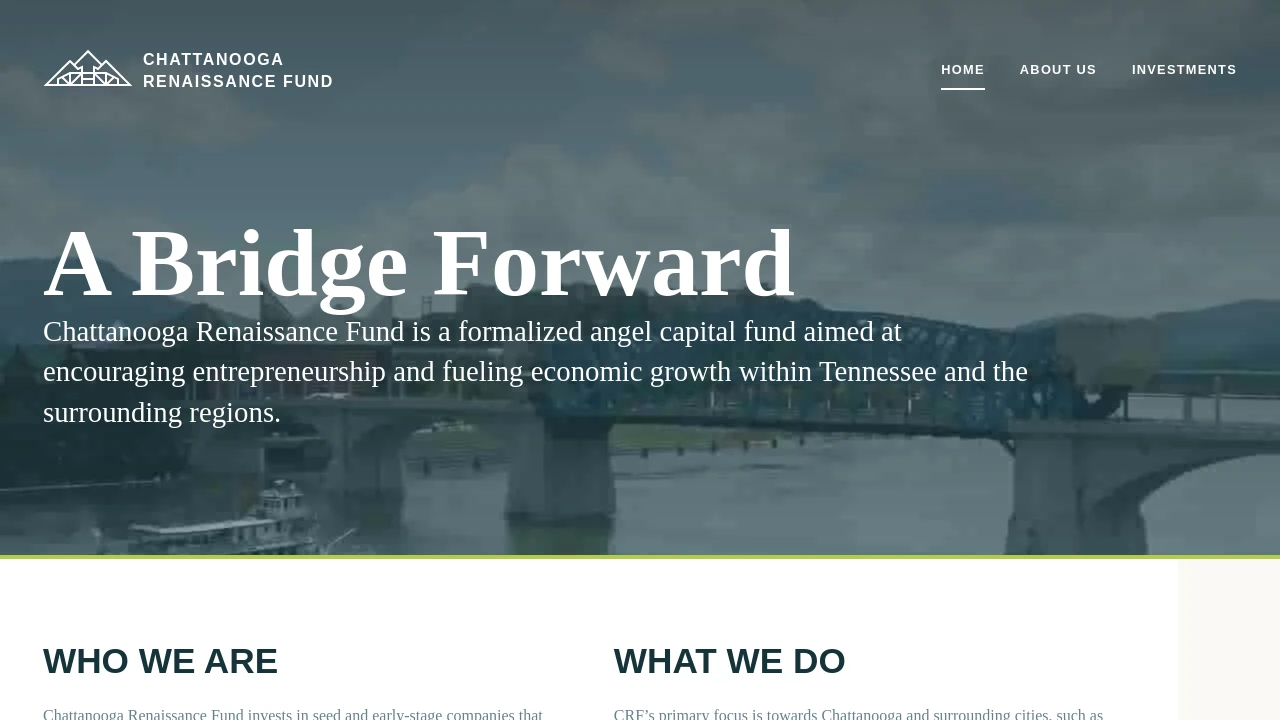 CHATTANOOGA
RENAISSANCE FUND
HOME
ABOUT US
INVESTMENTS
A Bridge Forward
Chattanooga Renaissance Fund is a formalized angel capital fund aimed at
encouraging entrepreneurship and fueling economic growth within Tennessee and the
surrounding regions.
WHO WE ARE
Chattanooga Renaissance Fund invests in seed and early-stage companies that
WHAT WE DO
CRF’s primary focus is towards Chattanooga and surrounding cities, such as